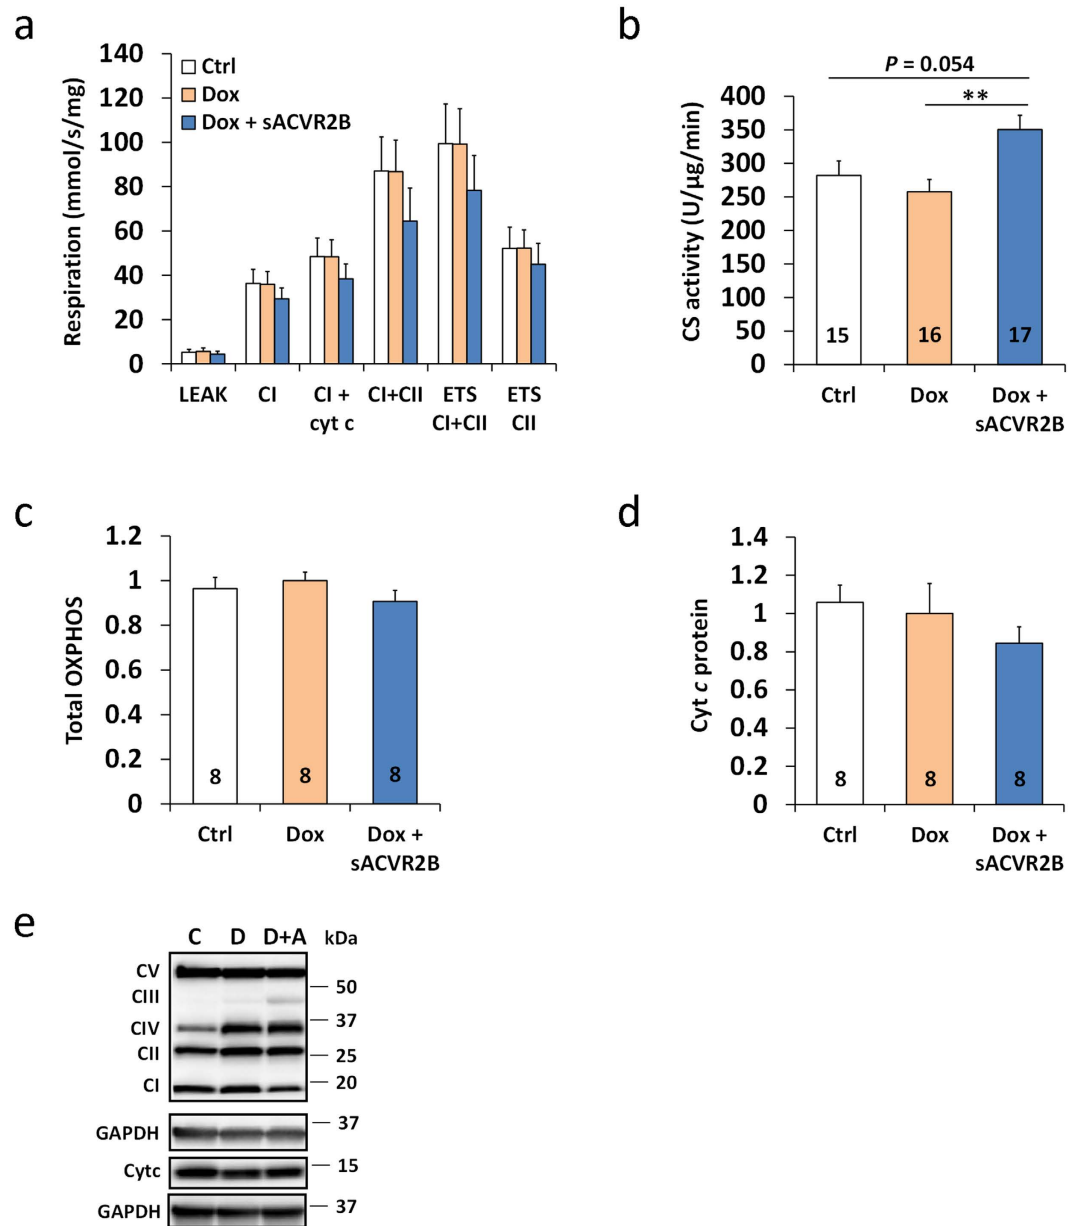 a
Respiration (mmol/s/mg)
140
120
100
80
60
40
20
0
Ctrl
Dox
Dox + sACVR2B
LEAK
CI
CI +
cyt c
CI+CII
ETS
CI+CII
ETS
CII
b
P = 0.054
**
CS activity (U/µg/min)
400
350
300
250
200
150
100
50
0
15
16
17
Ctrl
Dox
Dox +
sACVR2B
c
Total OXPHOS
1.2
1
0.8
0.6
0.4
0.2
0
8
8
8
Ctrl
Dox
Dox +
sACVR2B
d
Cyt c protein
1.4
1.2
1
0.8
0.6
0.4
0.2
0
8
8
8
Ctrl
Dox
Dox +
sACVR2B
e
C D D+A kDa
CV
50
CIII
37
CIV
CII
25
CI
20
37
GAPDH
15
Cytc
37
GAPDH